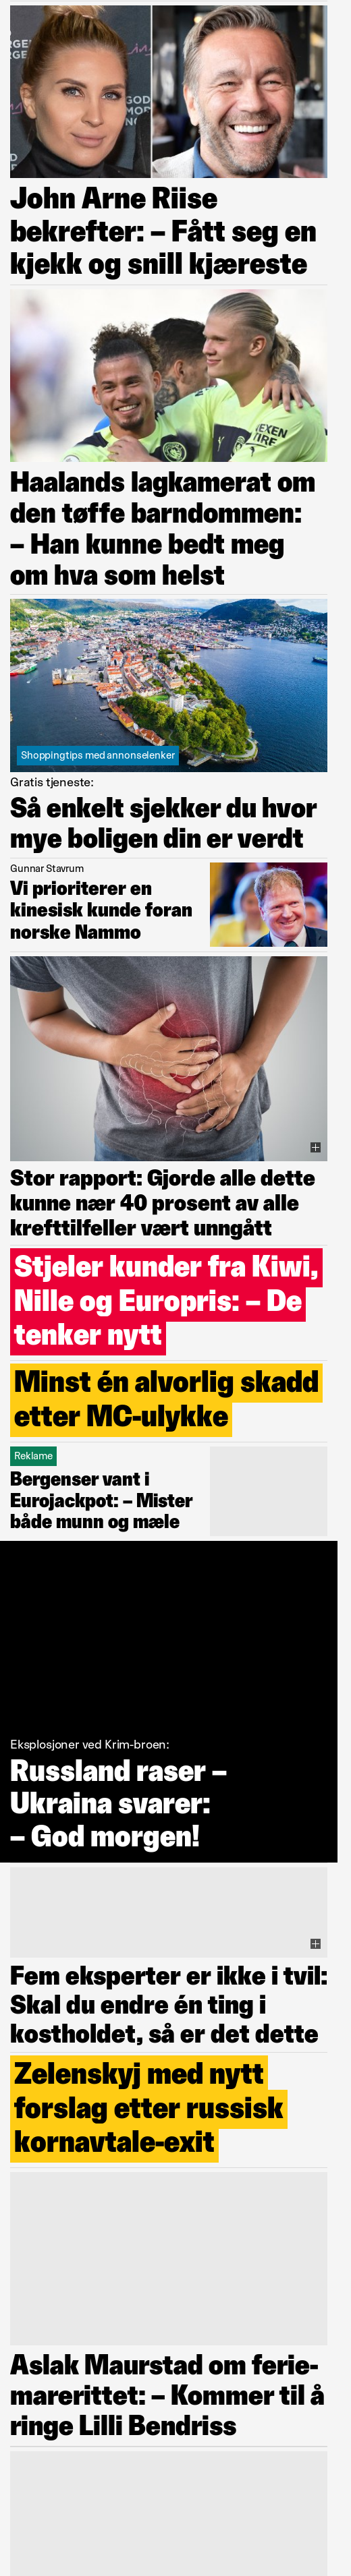 GOD
MOR
John Arne Riise
bekrefter: – Fått seg en
kjekk og snill kjæreste
Haalands lagkamerat om
den tøffe barndommen:
– Han kunne bedt meg
om hva som helst
Shoppingtips med annonselenker
Gratis tjeneste:
Så enkelt sjekker du hvor
mye boligen din er verdt
Gunnar Stavrum
Vi prioriterer en
kinesisk kunde foran
norske Nammo
Stor rapport: Gjorde alle dette
kunne nær 40 prosent av alle
krefttilfeller vært unngått
Stjeler kunder fra Kiwi,
Nille og Europris: – De
tenker nytt
Minst én alvorlig skadd
etter MC-ulykke
Reklame
Bergenser vant i
Eurojackpot: – Mister
både munn og mæle
Eksplosjoner ved Krim-broen:
Russland raser –
Ukraina svarer:
– God morgen!
Fem eksperter er ikke i tvil:
Skal du endre én ting i
kostholdet, så er det dette
Zelenskyj med nytt
forslag etter russisk
kornavtale-exit
Aslak Maurstad om ferie-
marerittet: – Kommer til å
ringe Lilli Bendriss